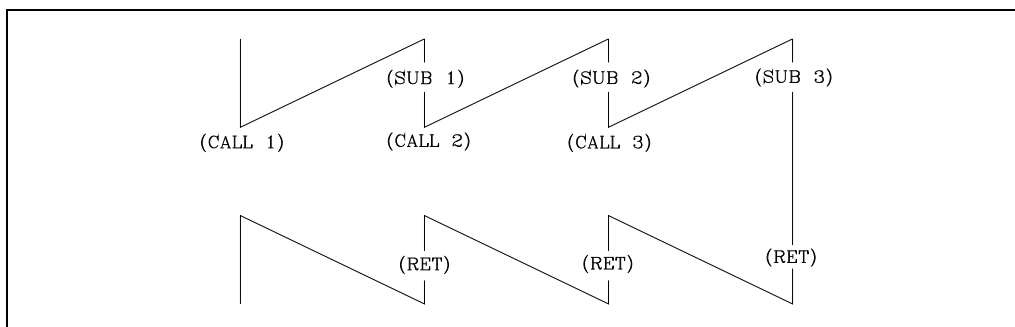 (SUB 1) (SUB 2) (SUB 3)
(CALL 1) (CALL 2) (CALL 3)
(RET) (RET) (RET)